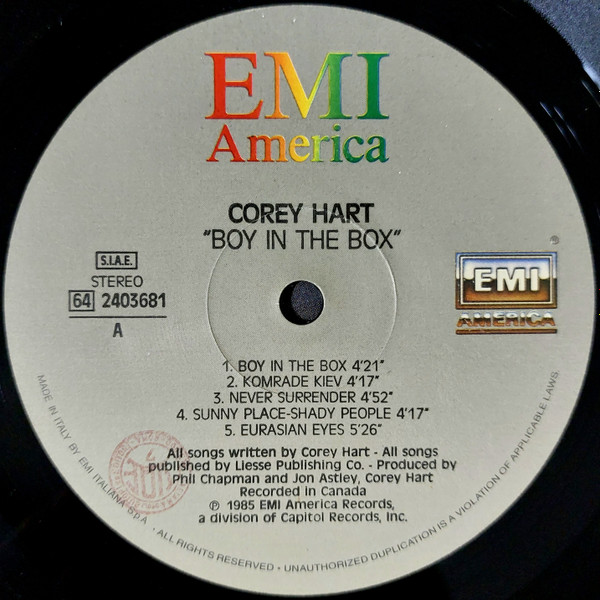 EMI
America
COREY HART
"BOY IN THE BOX"
S.I.A.E.
STEREO
64 2403681
A
EMI
AMERICA
1. BOY IN THE BOX 4'21"
2. KOMRADE KIEV 4'17"
3. NEVER SURRENDER 4'52"
4. SUNNY PLACE-SHADY PEOPLE 4'17"
5. EURASIAN EYES 5'26"
All songs written by Corey Hart - All songs
published by Liesse Publishing Co. - Produced by
Phil Chapman and Jon Astley, Corey Hart
Recorded in Canada
℗ 1985 EMI America Records,
a division of Capitol Records, Inc.
MADE IN ITALY BY EMI ITALIANA S.P.A. · ALL RIGHTS RESERVED · UNAUTHORIZED DUPLICATION IS A VIOLATION OF APPLICABLE LAWS.